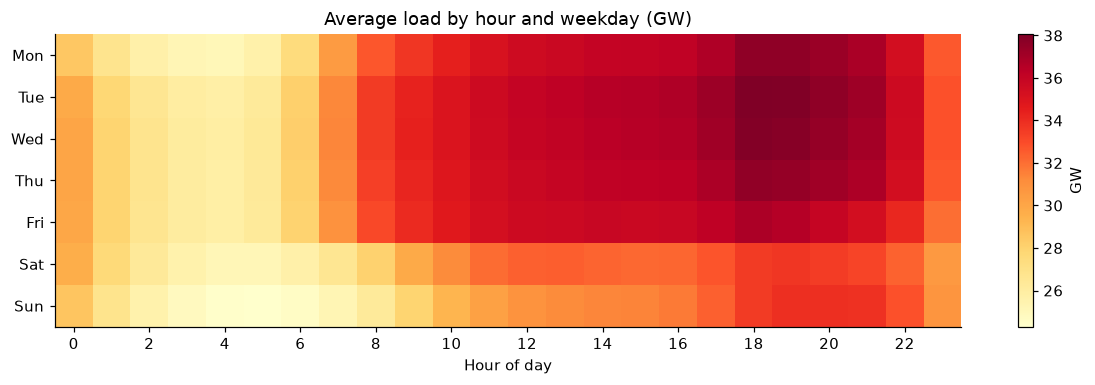 Average load by hour and weekday (GW)
Mon
Tue
Wed
Thu
Fri
Sat
Sun
0 2 4 6 8 10 12 14 16 18 20 22
Hour of day
38
36
34
32
30
28
26
GW